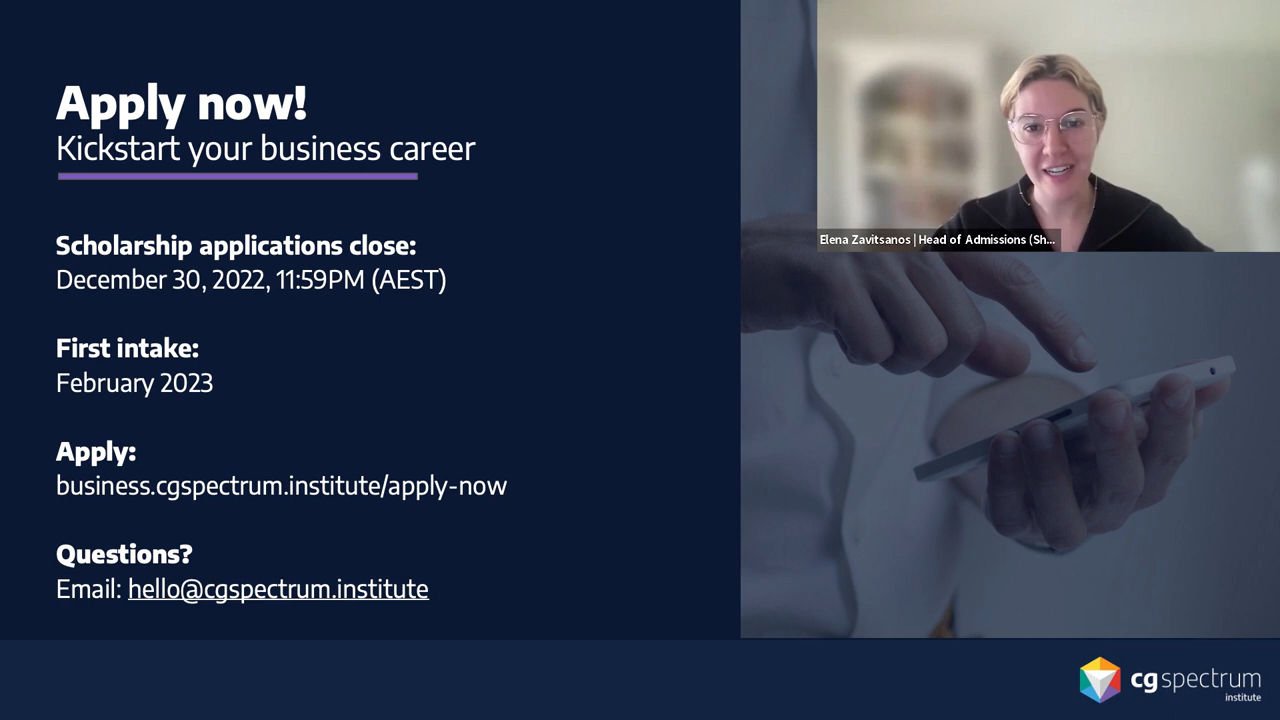 Apply now!
Kickstart your business career
Scholarship applications close:
December 30, 2022, 11:59PM (AEST)
First intake:
February 2023
Apply:
business.cgspectrum.institute/apply-now
Questions?
Email: hello@cgspectrum.institute
Elena Zavitsanos | Head of Admissions (Sh...
cg spectrum
institute